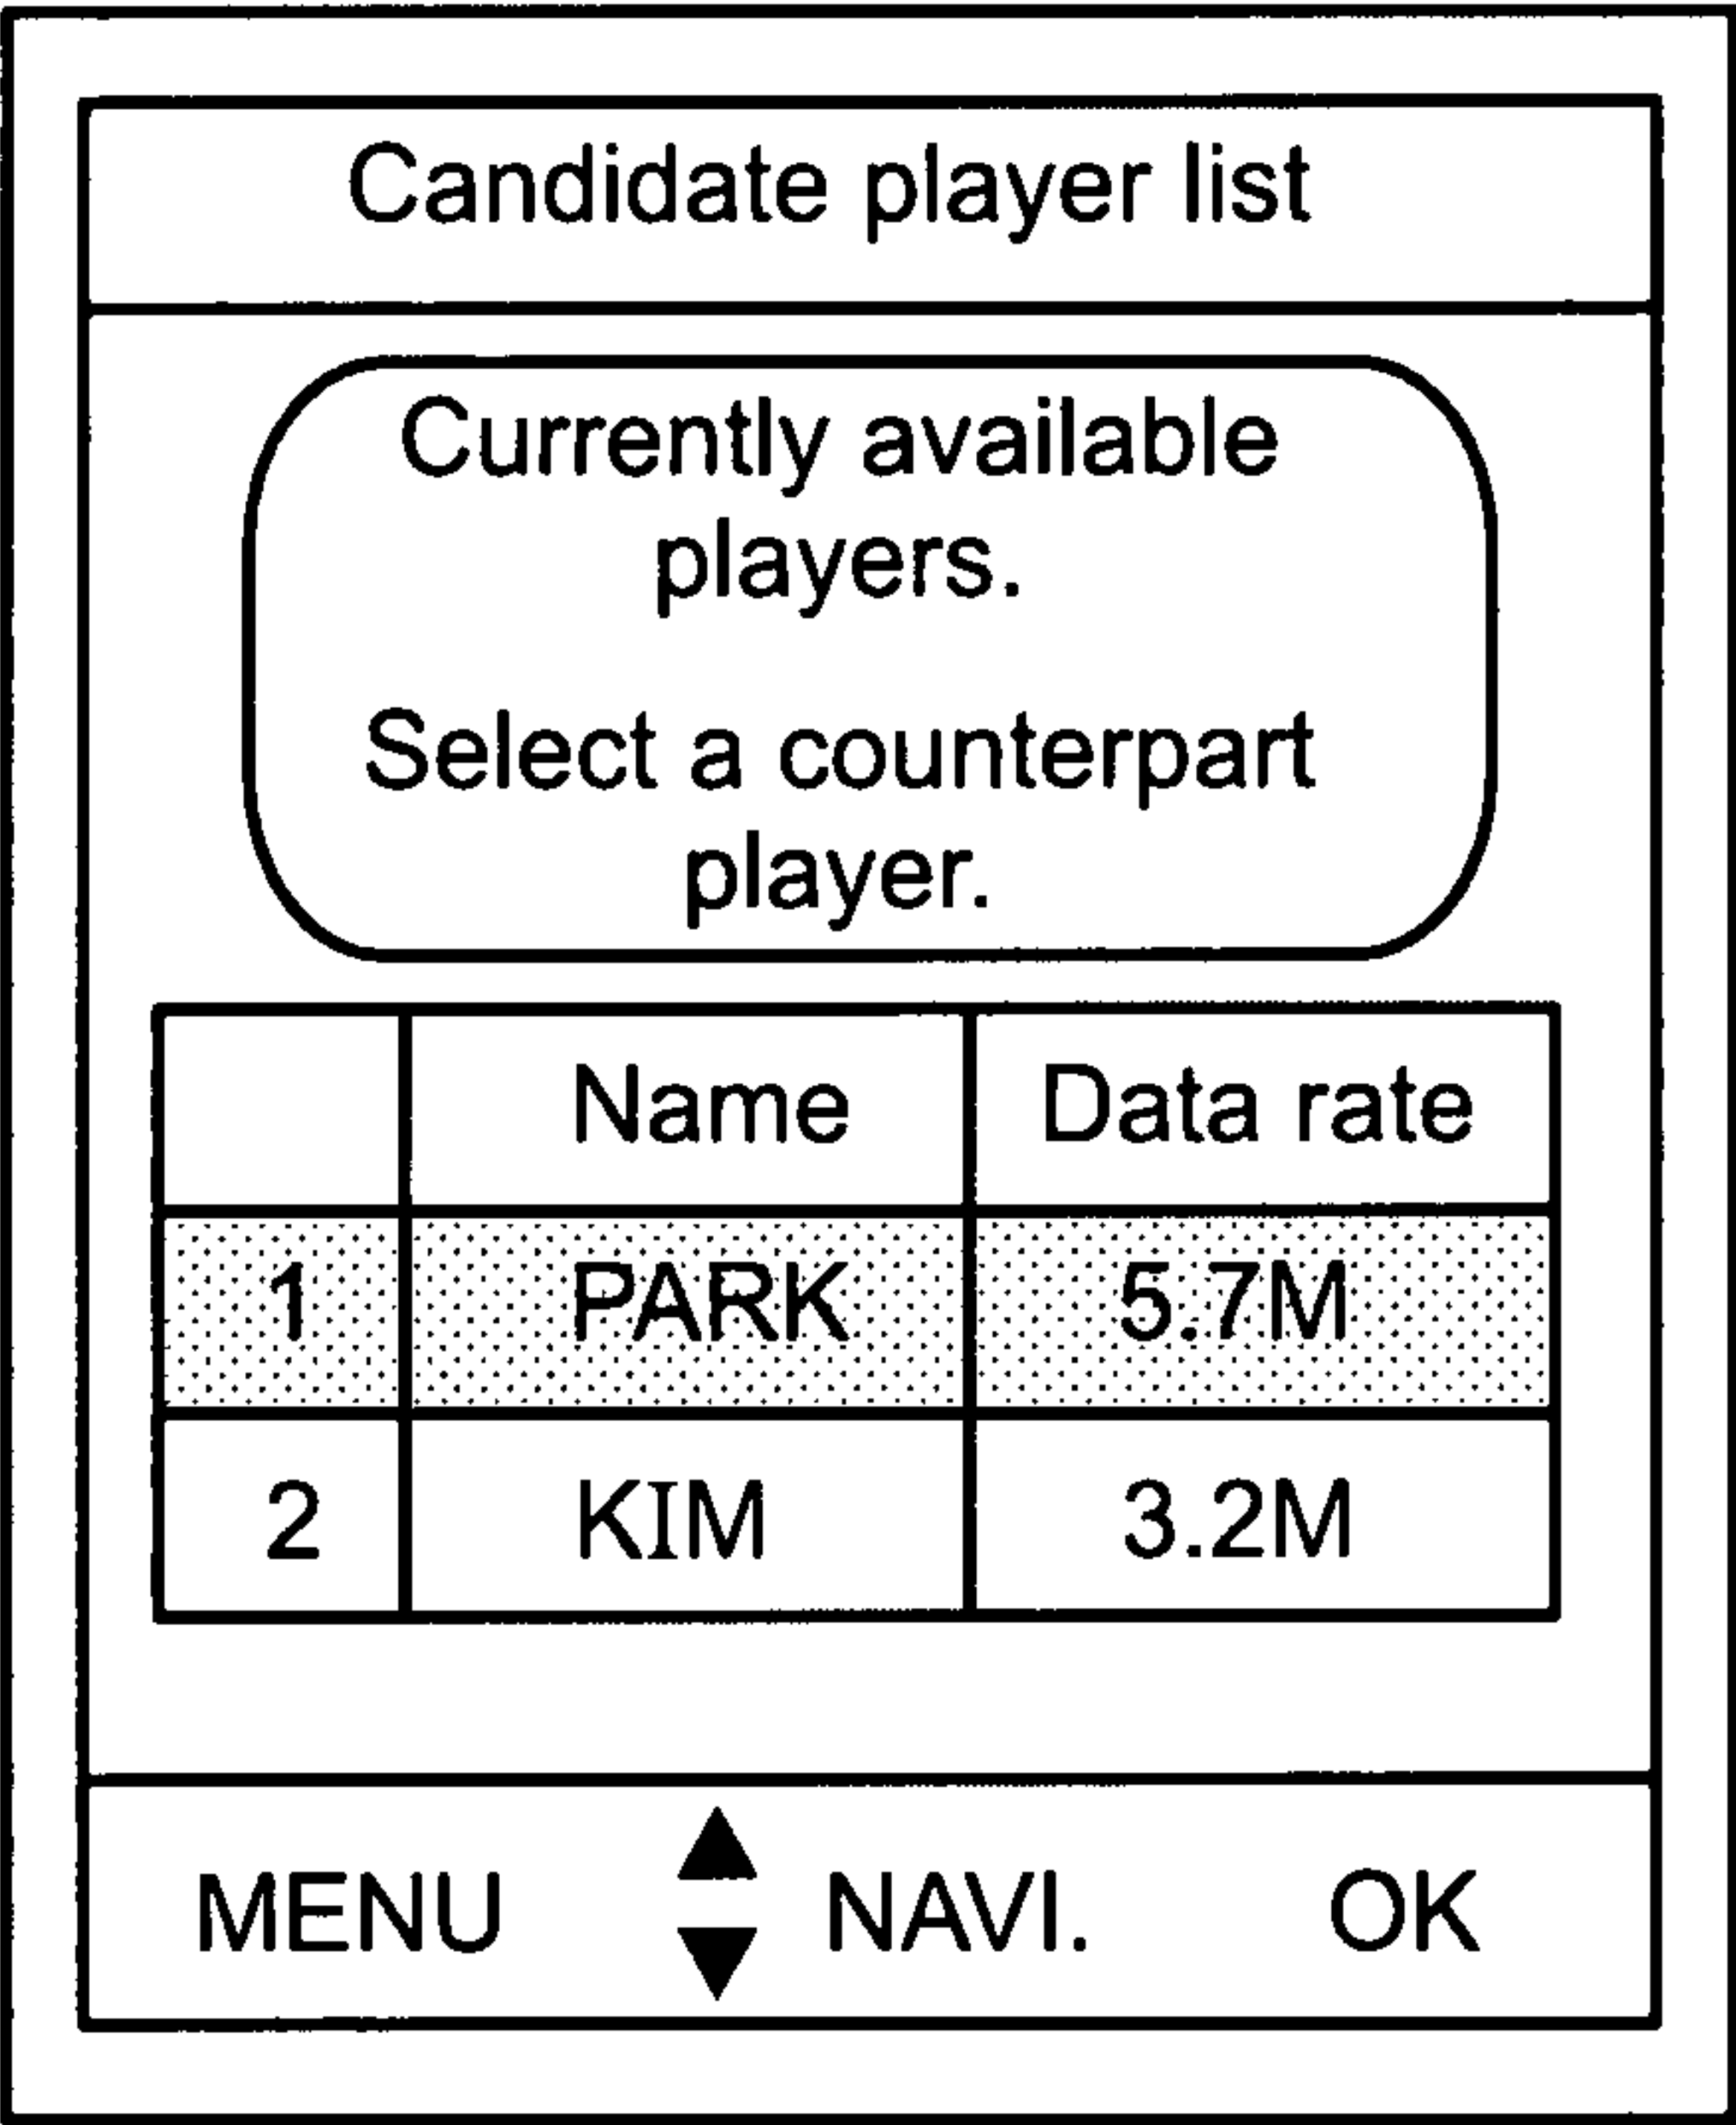 Candidate player list
Currently available
players.
Select a counterpart
player.
Name Data rate
1 PARK 5.7M
2 KIM 3.2M
MENU ▲▼ NAVI. OK